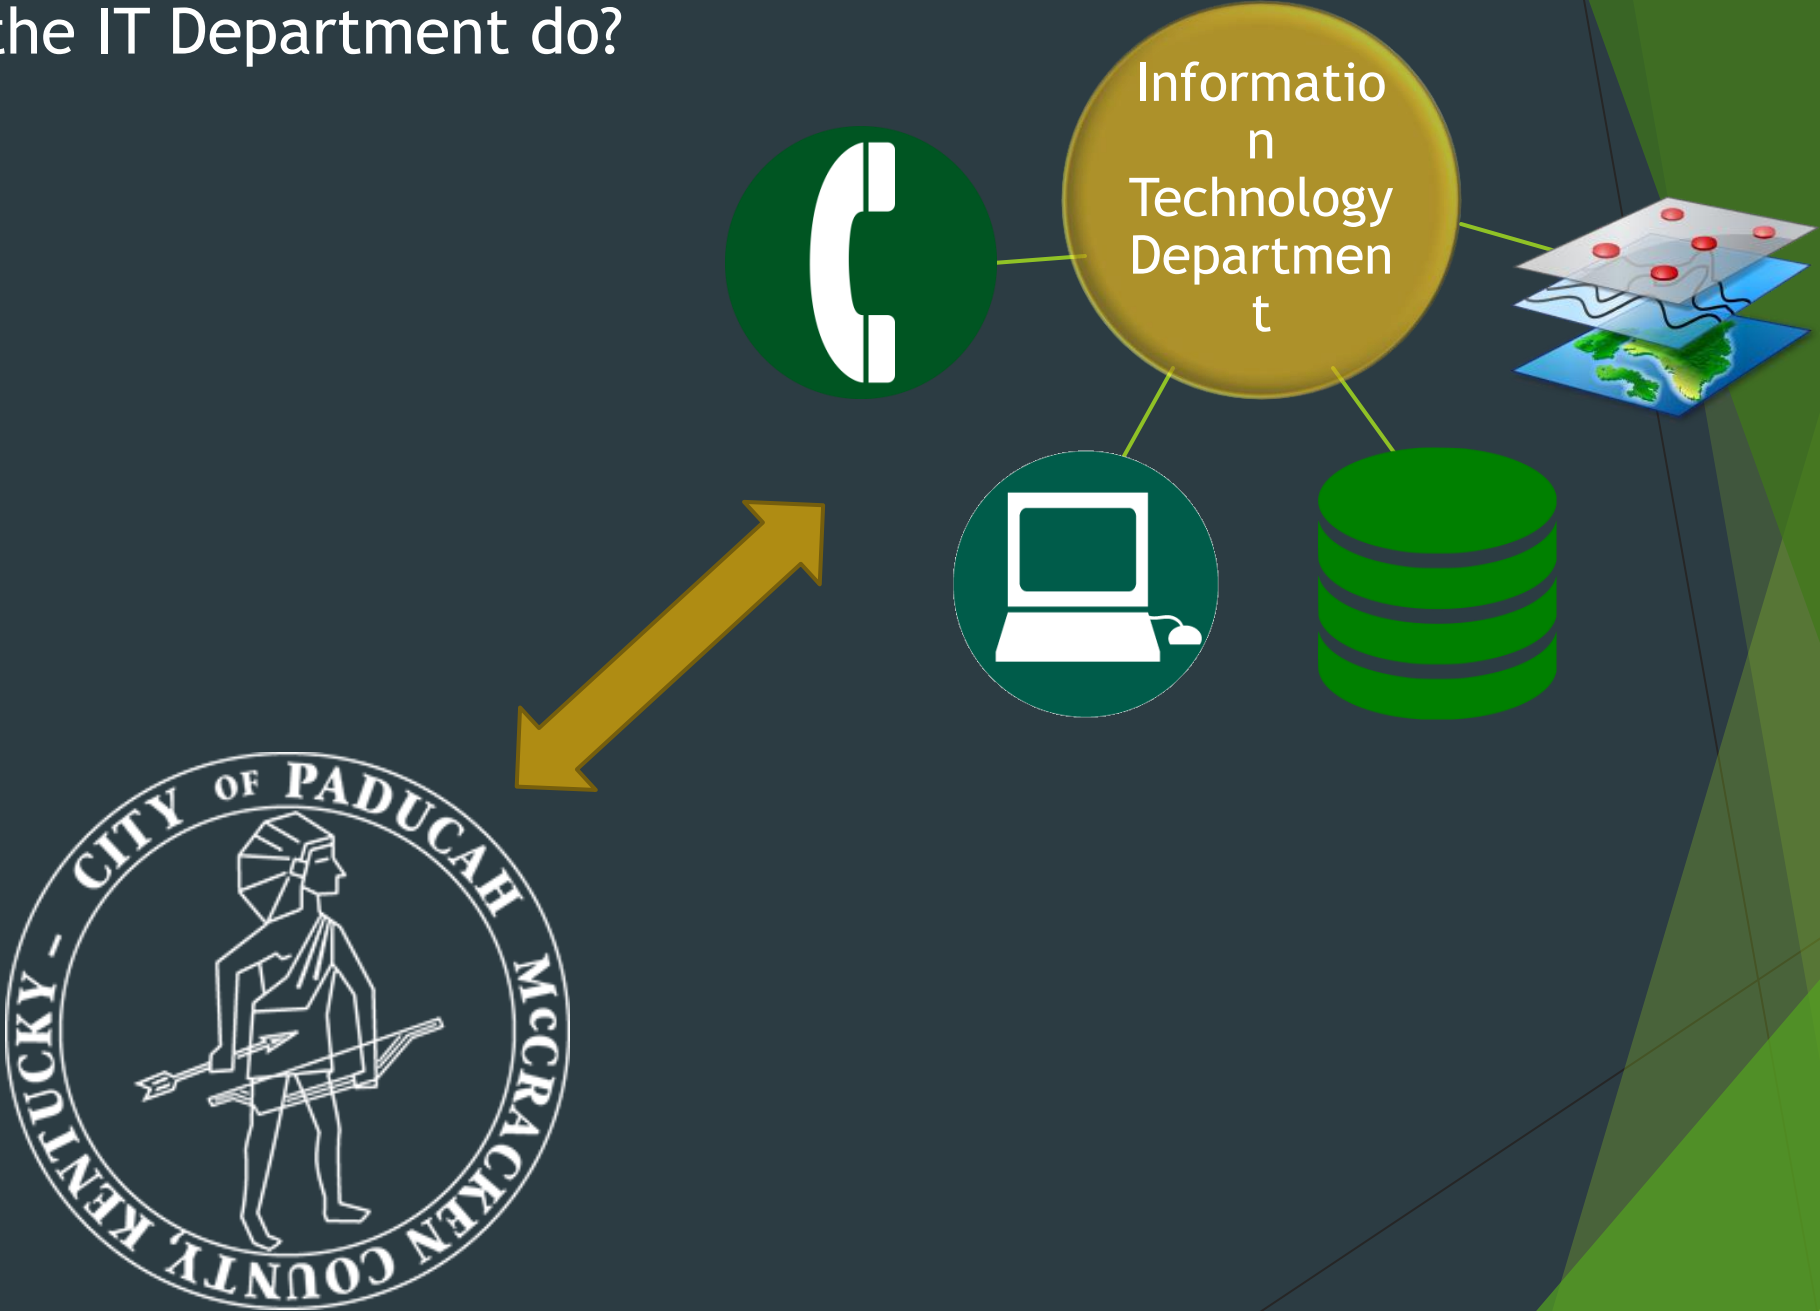 the IT Department do?
Informatio
n
Technology
Departmen
t
CITY OF PADUCAH McCRACKEN COUNTY, KENTUCKY -